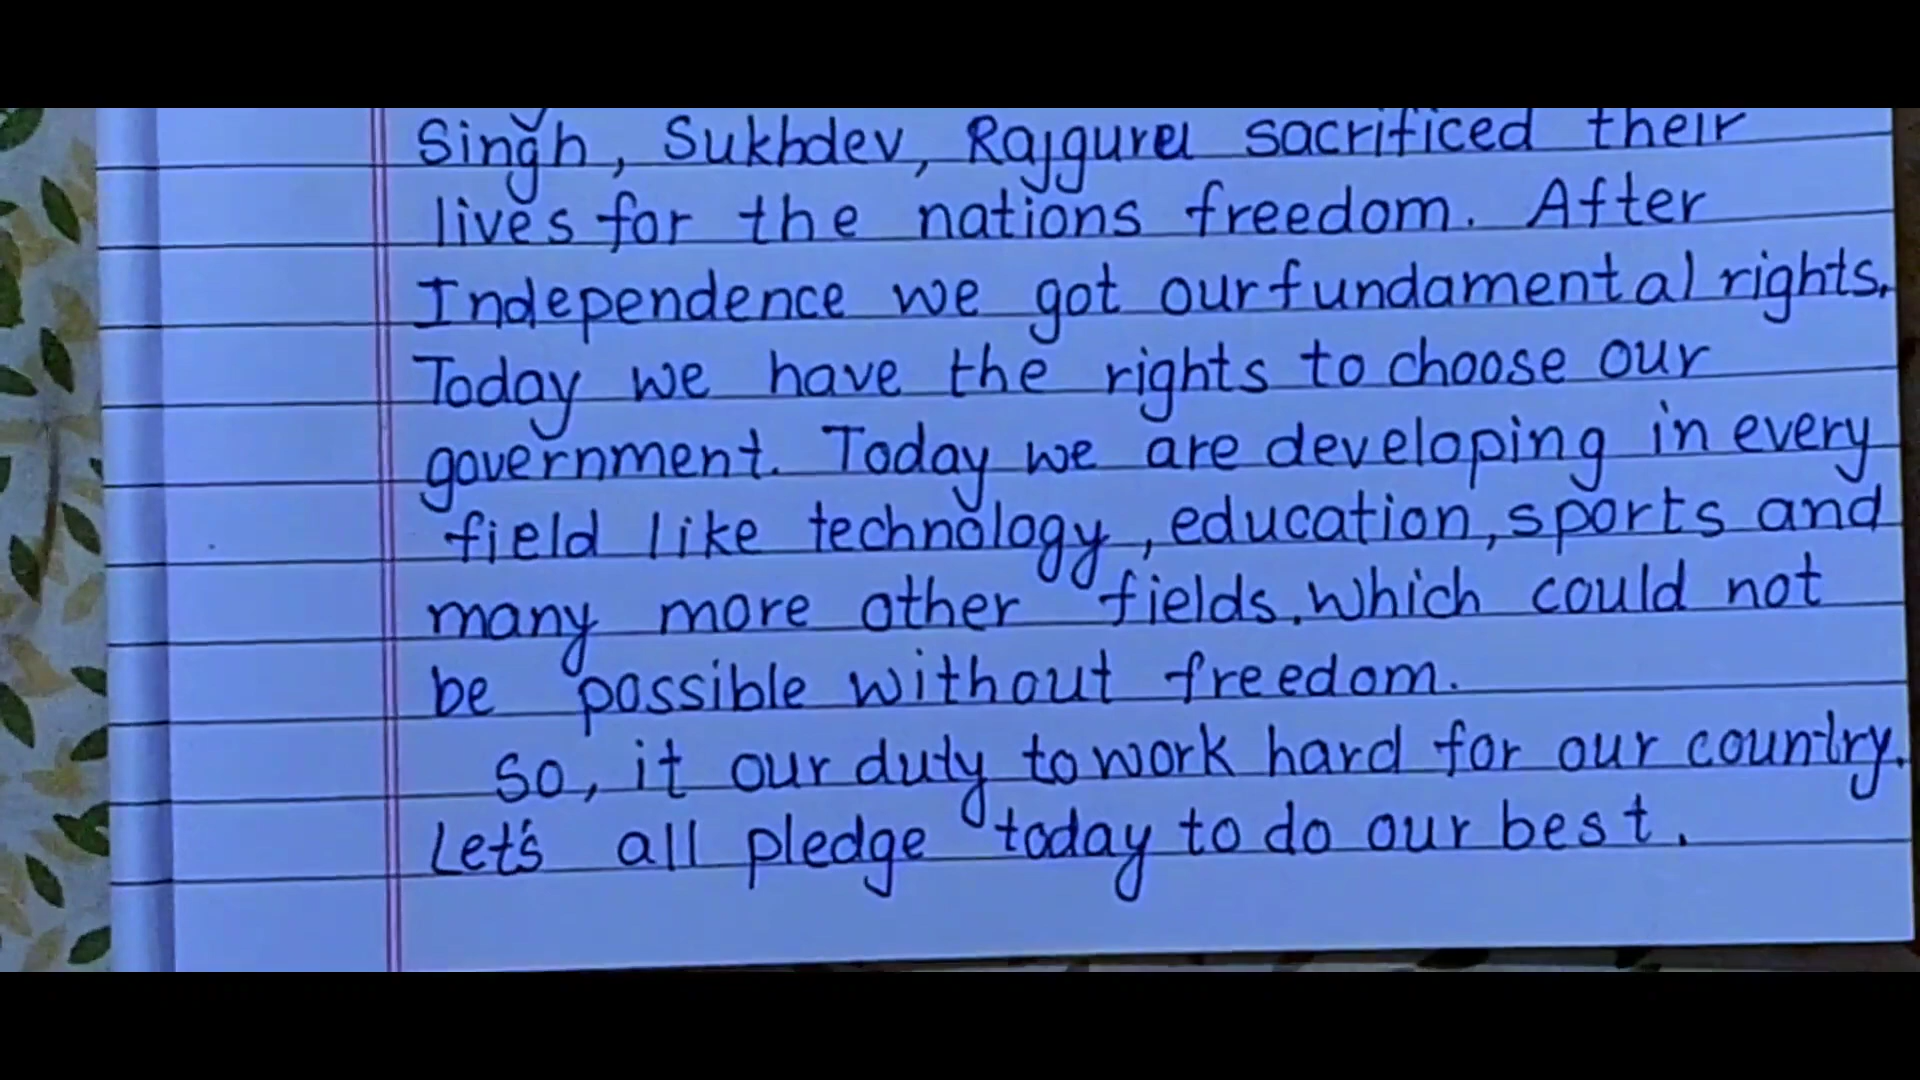 Singh, Sukhdev, Rajguru sacrificed their
lives for the nations freedom. After
Independence we got our fundamental rights.
Today we have the rights to choose our
government. Today we are developing in every
field like technology, education, sports and
many more other fields. which could not
be possible without freedom.
So, it our duty to work hard for our country.
Let's all pledge today to do our best.